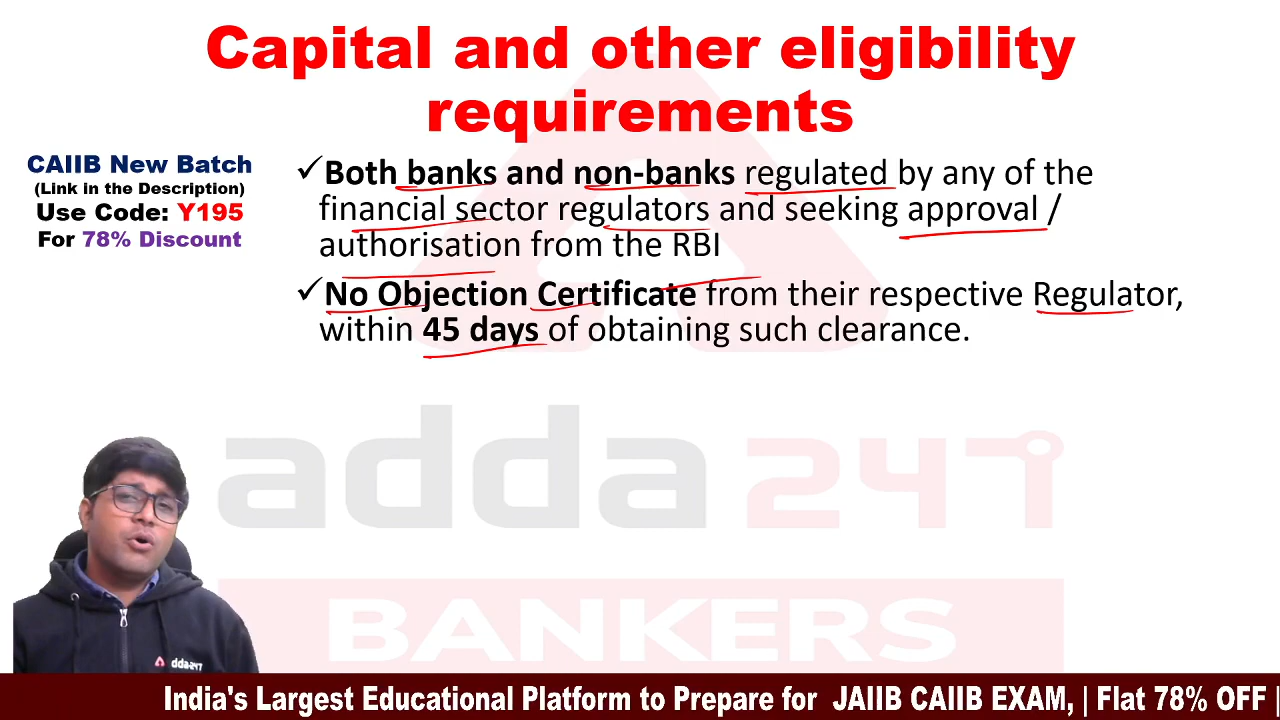 Capital and other eligibility
requirements
CAIIB New Batch
(Link in the Description)
Use Code: Y195
For 78% Discount
✓Both banks and non-banks regulated by any of the
financial sector regulators and seeking approval /
authorisation from the RBI
✓No Objection Certificate from their respective Regulator,
within 45 days of obtaining such clearance.
adda247
BANKERS
adda247
India's Largest Educational Platform to Prepare for JAIIB CAIIB EXAM, | Flat 78% OFF |